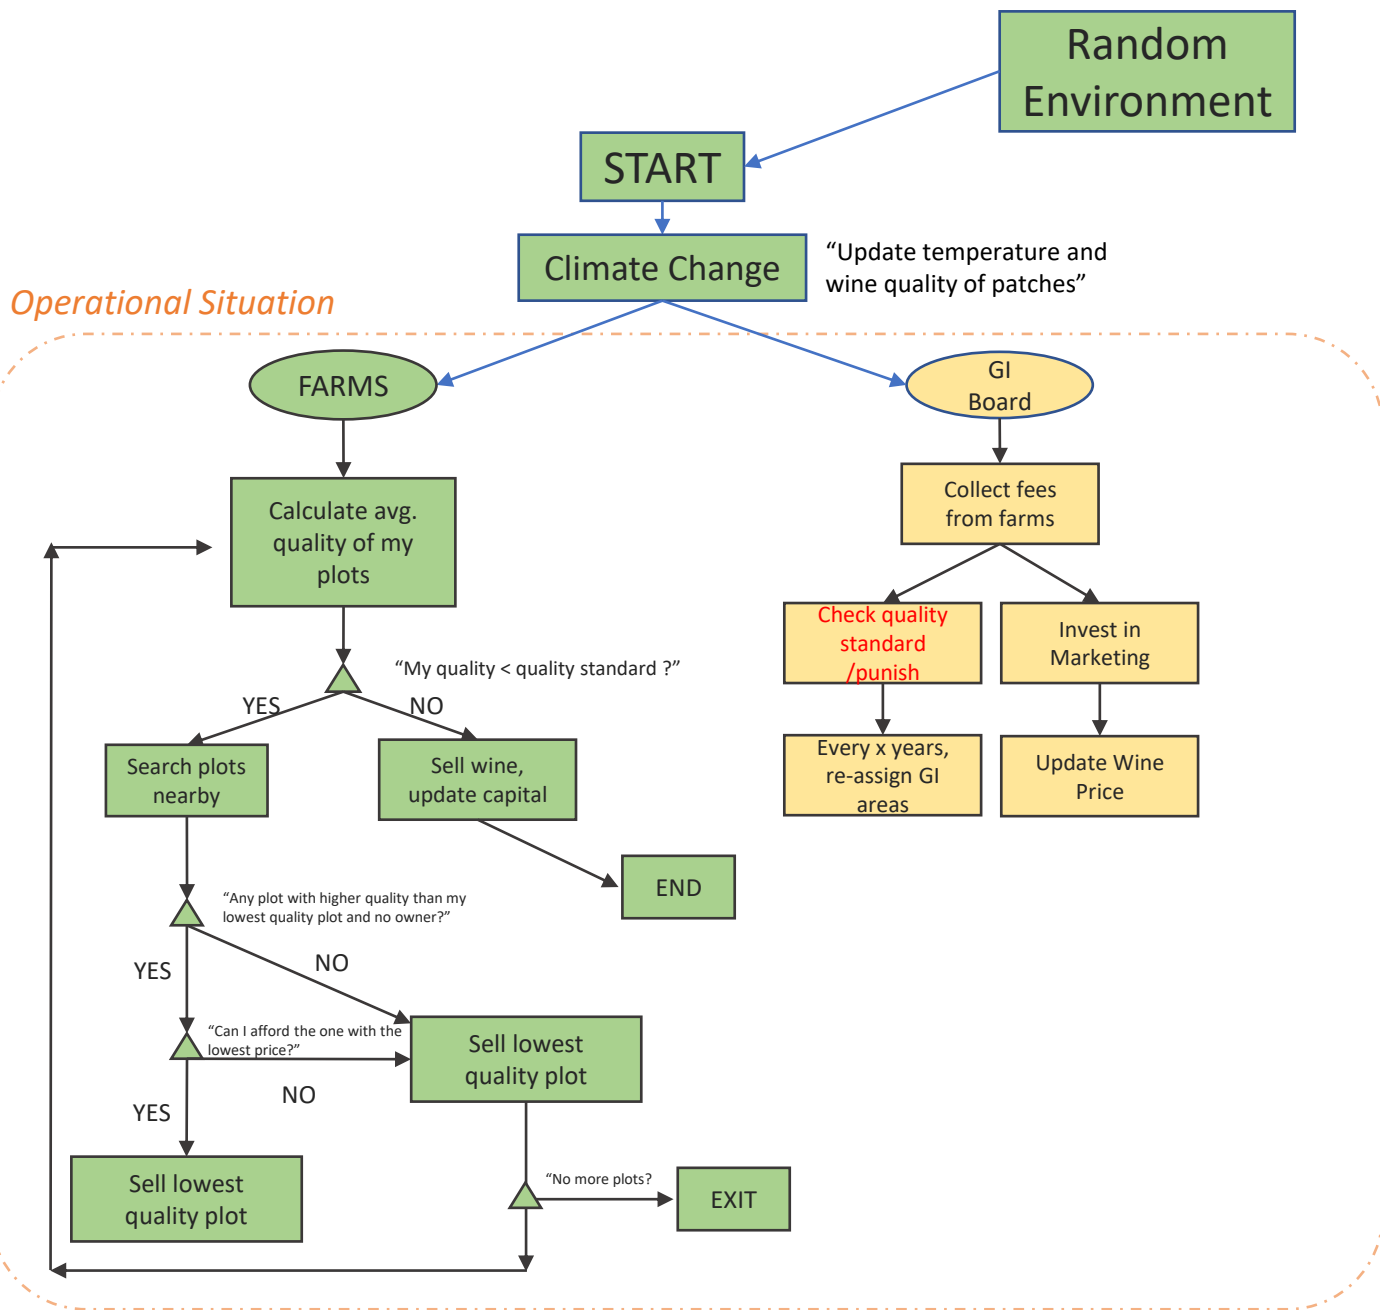 Random
Environment
START
Climate Change
“Update temperature and
wine quality of patches”
Operational Situation
FARMS
GI
Board
Calculate avg.
quality of my
plots
Collect fees
from farms
“My quality < quality standard ?”
YES
NO
Check quality
standard
/punish
Invest in
Marketing
Search plots
nearby
Sell wine,
update capital
Every x years,
re-assign GI
areas
Update Wine
Price
END
“Any plot with higher quality than my
lowest quality plot and no owner?”
YES
NO
“Can I afford the one with the
lowest price?”
Sell lowest
quality plot
YES
NO
Sell lowest
quality plot
“No more plots?
EXIT